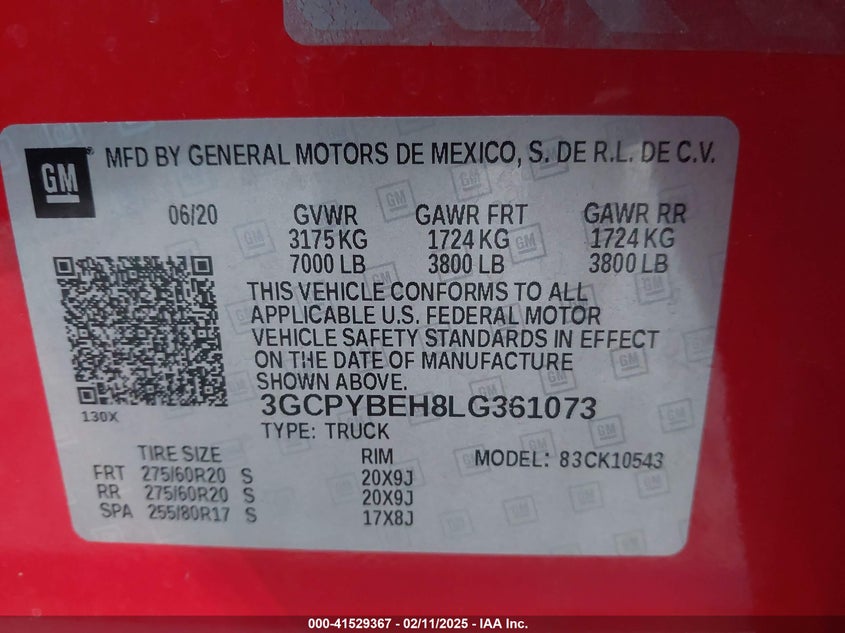 GM
MFD BY GENERAL MOTORS DE MEXICO, S. DE R.L. DE C.V.
06/20 GVWR GAWR FRT GAWR RR
3175 KG 1724 KG 1724 KG
7000 LB 3800 LB 3800 LB
THIS VEHICLE CONFORMS TO ALL
APPLICABLE U.S. FEDERAL MOTOR
VEHICLE SAFETY STANDARDS IN EFFECT
ON THE DATE OF MANUFACTURE
SHOWN ABOVE.
130X
3GCPYBEH8LG361073
TYPE: TRUCK
TIRE SIZE RIM MODEL: 83CK10543
FRT 275/60R20 S 20X9J
RR 275/60R20 S 20X9J
SPA 255/80R17 S 17X8J
000-41529367 - 02/11/2025 - IAA Inc.